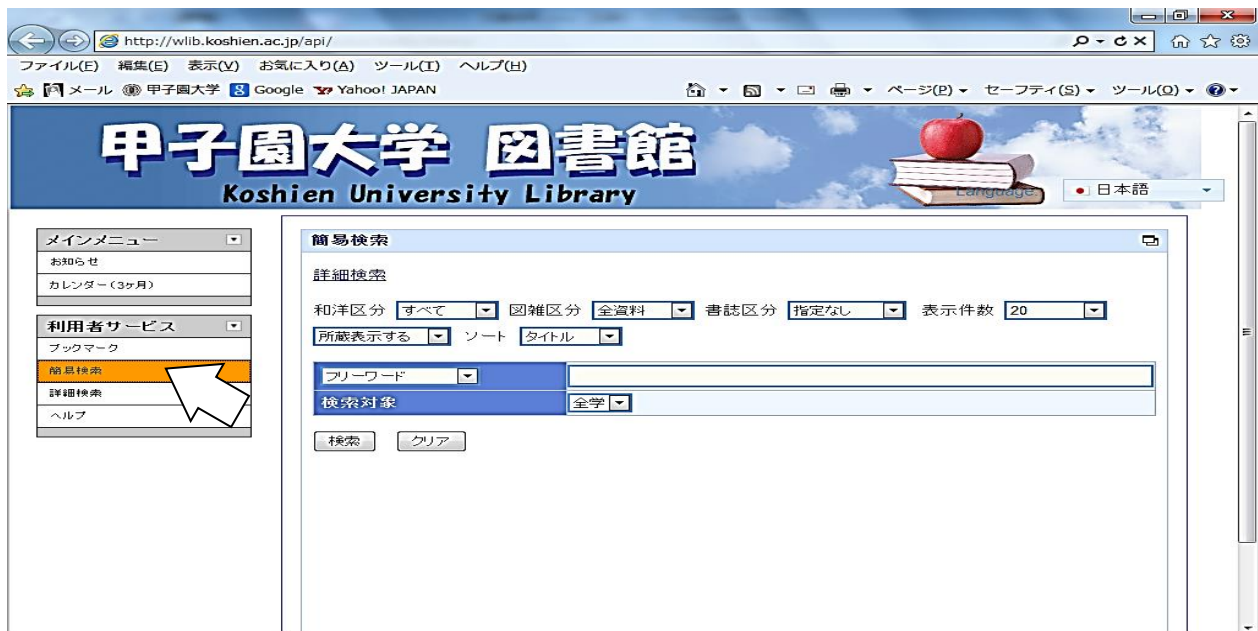 http://wlib.koshien.ac.jp/api/
ファイル(F) 編集(E) 表示(V) お気に入り(A) ツール(T) ヘルプ(H)
メール 甲子園大学 Google Yahoo! JAPAN ページ(P) セーフティ(S) ツール(O)
甲子園大学 図書館
Koshien University Library
Language 日本語
メインメニュー
お知らせ
カレンダー(3ヶ月)
利用者サービス
ブックマーク
簡易検索
詳細検索
ヘルプ
簡易検索
詳細検索
和洋区分 すべて 図雑区分 全資料 書誌区分 指定なし 表示件数 20
所蔵表示する ソート タイトル
フリーワード
検索対象 全学
検索 クリア